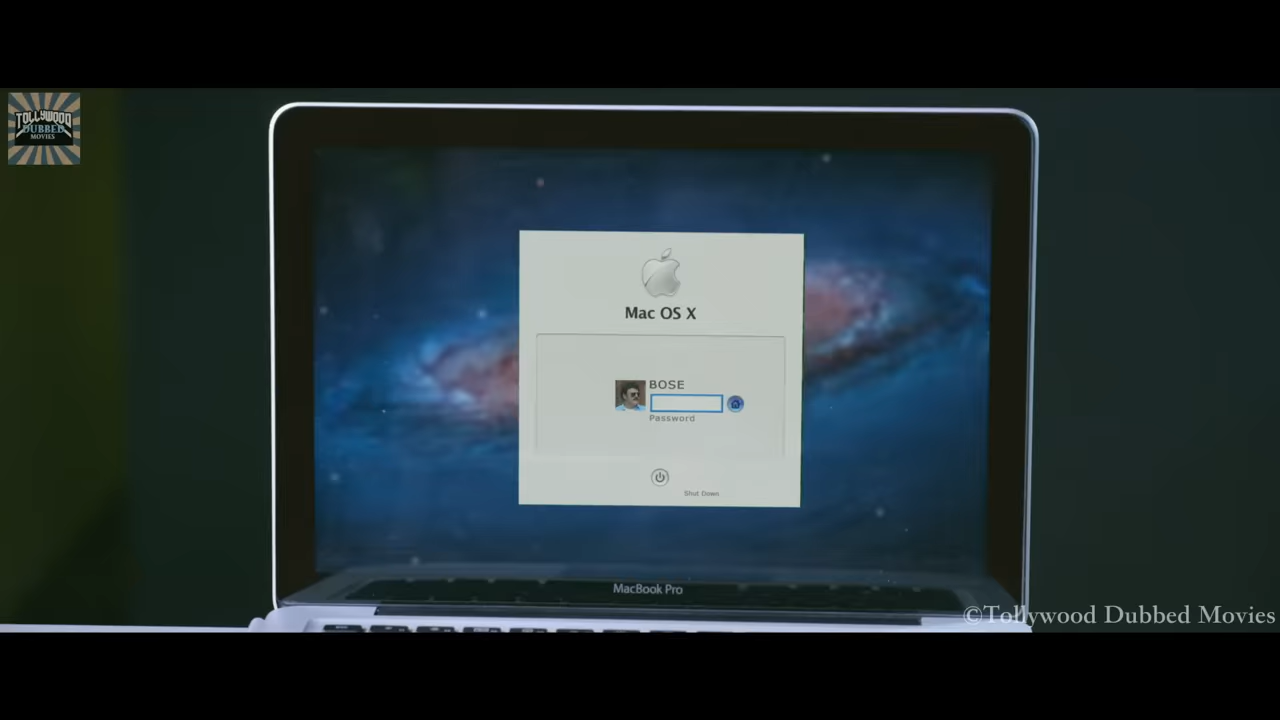 TOLLYWOOD
DUBBED
MOVIES
Mac OS X
BOSE
Password
Shut Down
MacBook Pro
©Tollywood Dubbed Movies